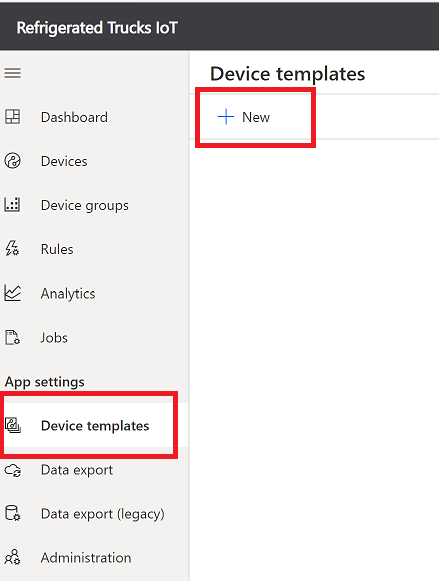 Refrigerated Trucks IoT
Device templates
New
Dashboard
Devices
Device groups
Rules
Analytics
Jobs
App settings
Device templates
Data export
Data export (legacy)
Administration